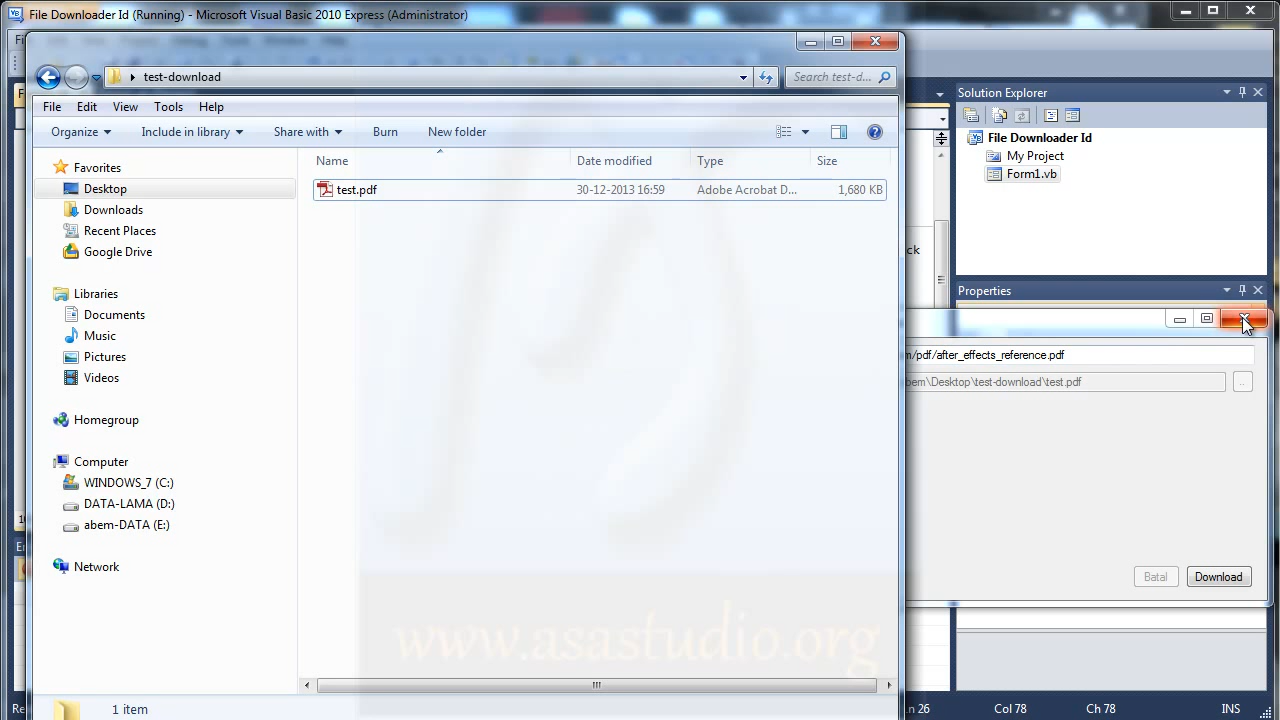 File Downloader Id (Running) - Microsoft Visual Basic 2010 Express (Administrator)
test-download
Search test-d...
File Edit View Tools Help
Organize Include in library Share with Burn New folder
Name Date modified Type Size
test.pdf 30-12-2013 16:59 Adobe Acrobat D... 1,680 KB
Favorites
Desktop
Downloads
Recent Places
Google Drive
Libraries
Documents
Music
Pictures
Videos
Homegroup
Computer
WINDOWS_7 (C:)
DATA-LAMA (D:)
abem-DATA (E:)
Network
1 item
www.asastudio.org
Solution Explorer
File Downloader Id
My Project
Form1.vb
ck
Properties
m/pdf/after_effects_reference.pdf
bem\Desktop\test-download\test.pdf
..
Batal Download
Ln 26 Col 78 Ch 78 INS